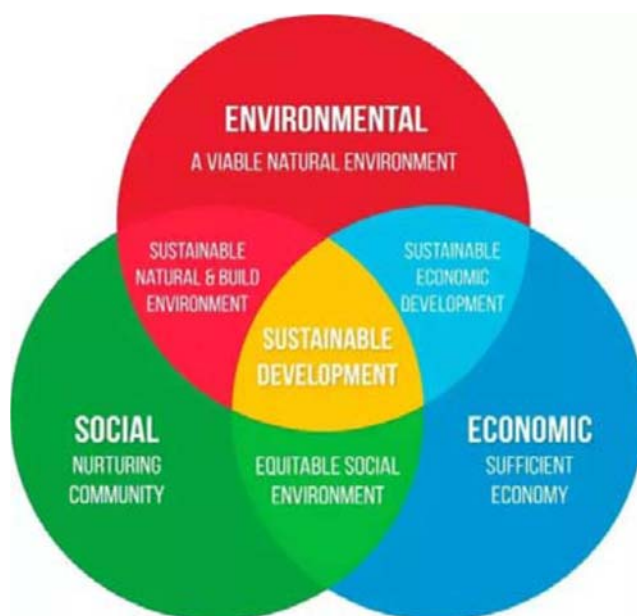 ENVIRONMENTAL
A VIABLE NATURAL ENVIRONMENT
SUSTAINABLE
NATURAL & BUILD
ENVIRONMENT
SUSTAINABLE
ECONOMIC
DEVELOPMENT
SUSTAINABLE
DEVELOPMENT
SOCIAL
NURTURING
COMMUNITY
EQUITABLE SOCIAL
ENVIRONMENT
ECONOMIC
SUFFICIENT
ECONOMY